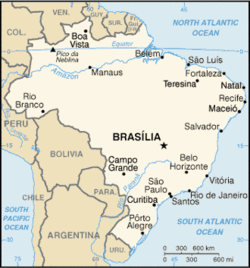 VEN.
GUY.
SUR.
Fr. Gu.
COL.
NORTH ATLANTIC
OCEAN
Boa
Vista
Pico da
Neblina
Equator
Amazon
Belém
São Luís
Manaus
Fortaleza
Teresina
Natal
Recife
Maceió
Rio
Branco
PERU
Salvador
BRASÍLIA
BOLIVIA
Campo
Grande
Belo
Horizonte
Vitória
São
Paulo
Rio de Janeiro
Santos
PARA.
Curitiba
CHILE
Pôrto
Alegre
SOUTH
PACIFIC
OCEAN
ARGENTINA
URU.
SOUTH ATLANTIC
OCEAN
0 300 600 km
0 300 600 mi